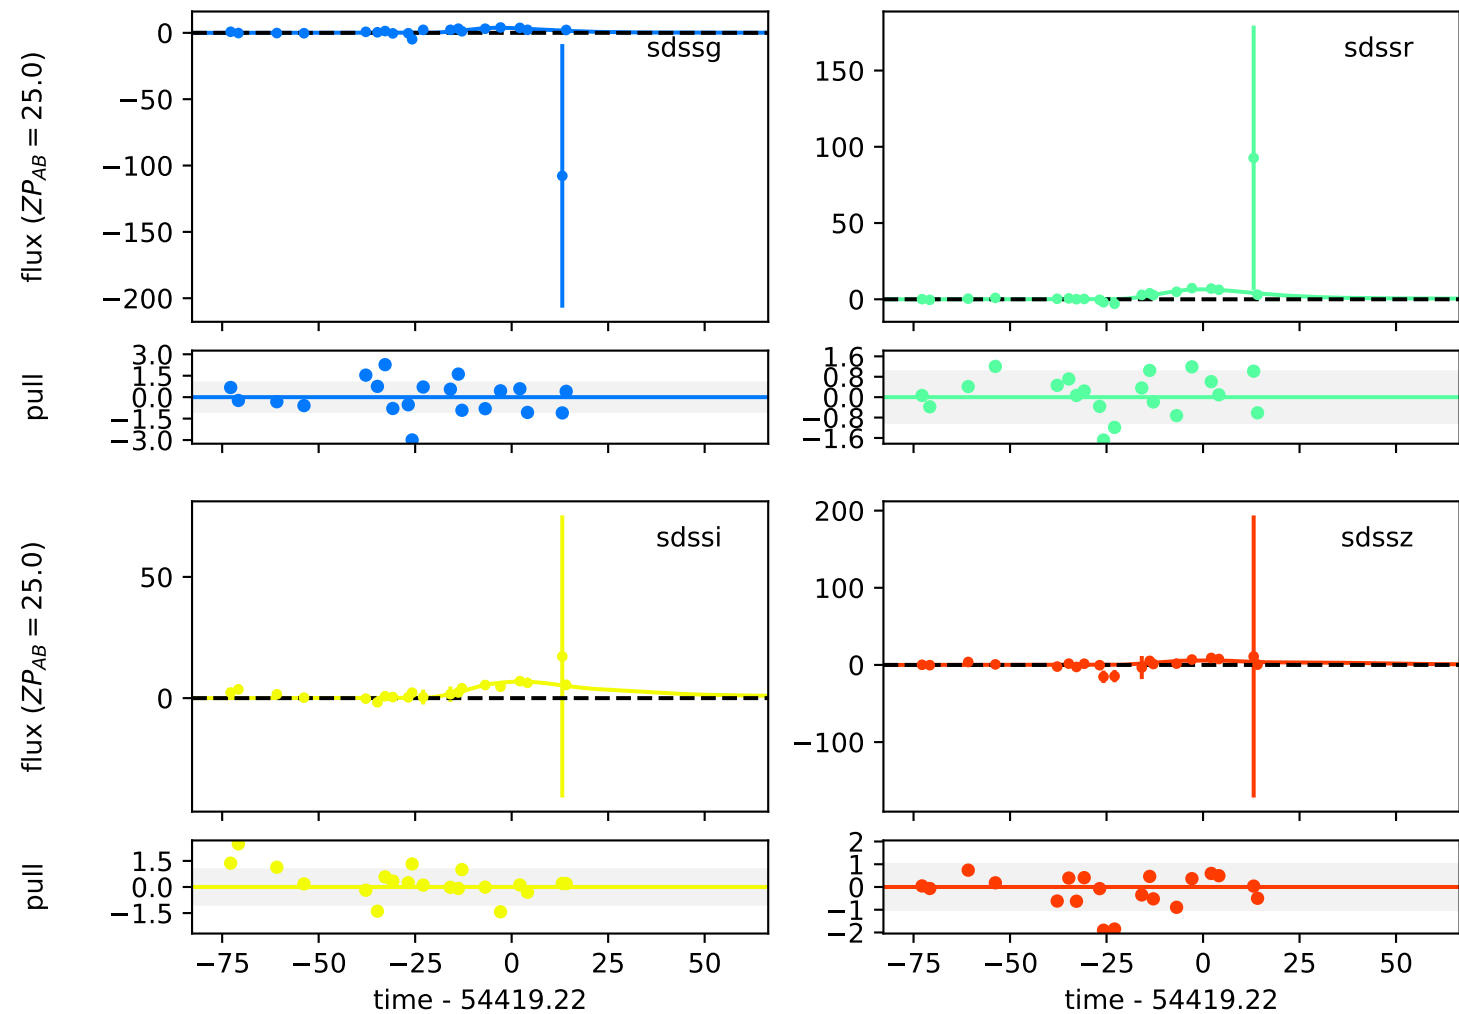 flux (ZP_AB = 25.0)
0
−50
−100
−150
−200
sdssg
150
100
50
0
sdssr
pull
3.0
1.5
0.0
−1.5
−3.0
1.6
0.8
0.0
−0.8
−1.6
flux (ZP_AB = 25.0)
50
0
sdssi
200
100
0
−100
sdssz
pull
1.5
0.0
−1.5
2
1
0
−1
−2
−75 −50 −25 0 25 50
time - 54419.22
−75 −50 −25 0 25 50
time - 54419.22